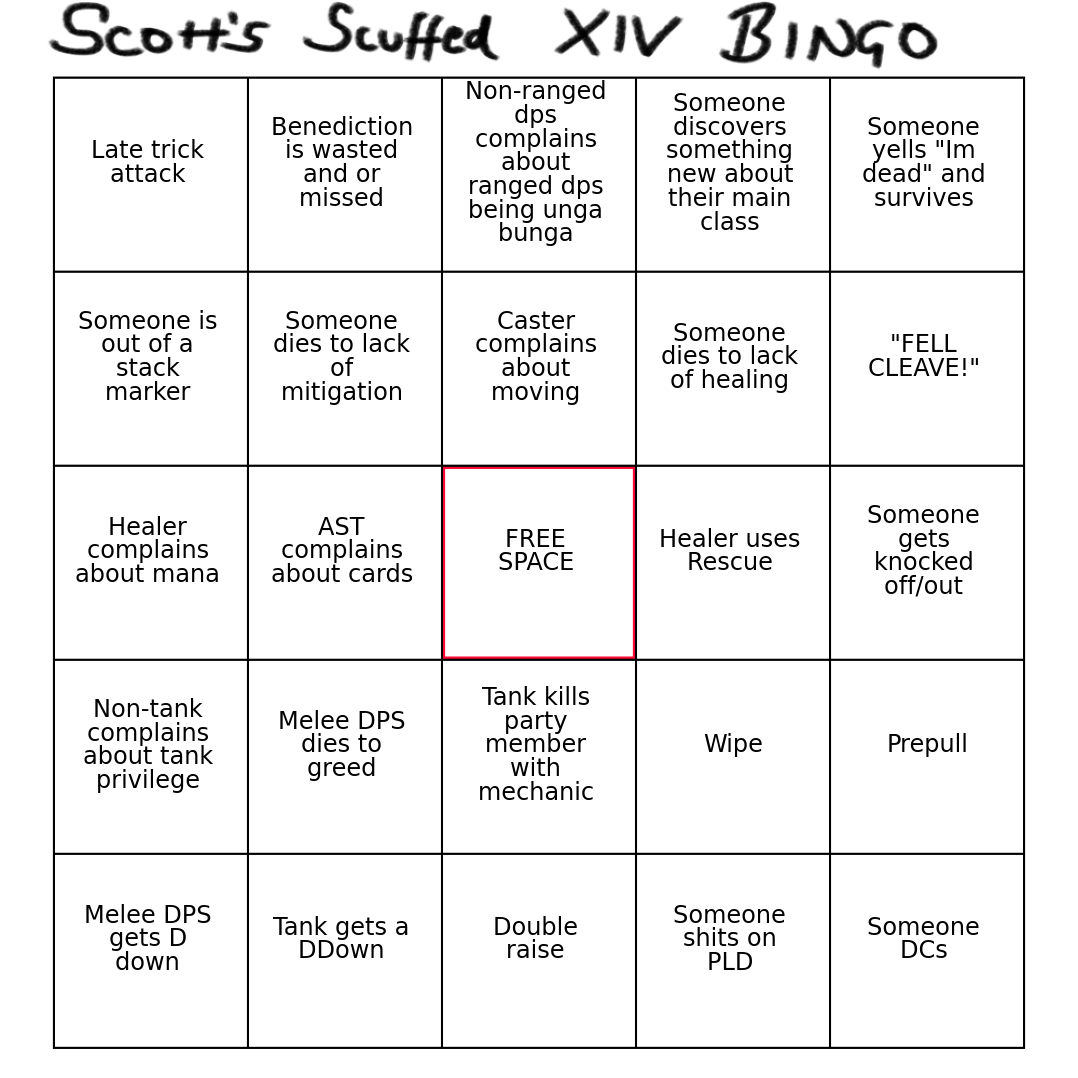 Scott's Scuffed XIV BINGO
Late trick
attack
Benediction
is wasted
and or
missed
Non-ranged
dps
complains
about
ranged dps
being unga
bunga
Someone
discovers
something
new about
their main
class
Someone
yells "Im
dead" and
survives
Someone is
out of a
stack
marker
Someone
dies to lack
of
mitigation
Caster
complains
about
moving
Someone
dies to lack
of healing
"FELL
CLEAVE!"
Healer
complains
about mana
AST
complains
about cards
FREE
SPACE
Healer uses
Rescue
Someone
gets
knocked
off/out
Non-tank
complains
about tank
privilege
Melee DPS
dies to
greed
Tank kills
party
member
with
mechanic
Wipe
Prepull
Melee DPS
gets D
down
Tank gets a
DDown
Double
raise
Someone
shits on
PLD
Someone
DCs